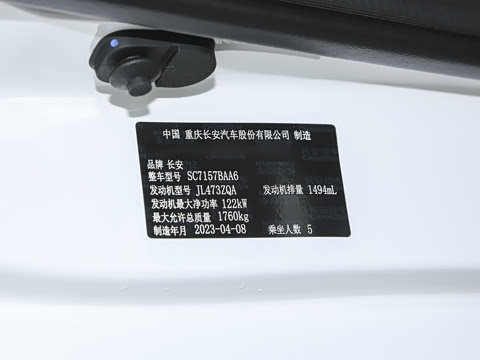 中国 重庆长安汽车股份有限公司 制造
品牌 长安
整车型号 SC7157BAA6
发动机型号 JL473ZQA 发动机排量 1494mL
发动机最大净功率 122kW
最大允许总质量 1760kg
制造年月 2023-04-08 乘坐人数 5